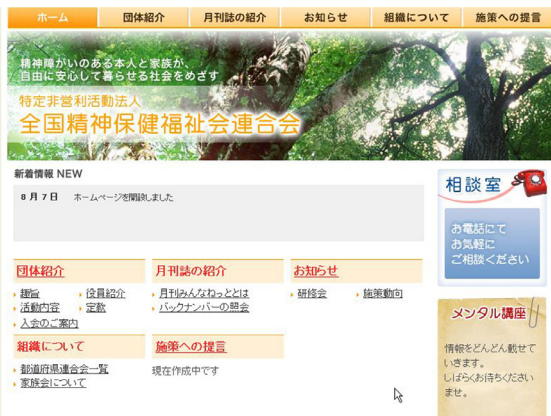 ホーム
団体紹介
月刊誌の紹介
お知らせ
組織について
施策への提言
精神障がいのある本人と家族が、
自由に安心して暮らせる社会をめざす
特定非営利活動法人
全国精神保健福祉会連合会
新着情報 NEW
8月7日 ホームページを開設しました
相談室
お電話にて
お気軽に
ご相談ください
団体紹介
趣旨 役員紹介
活動内容 定款
入会のご案内
月刊誌の紹介
月刊みんなねっととは
バックナンバーの照会
お知らせ
研修会 施策動向
組織について
都道府県連合会一覧
家族会について
施策への提言
現在作成中です
メンタル講座
情報をどんどん載せて
いきます。
しばらくお待ちくださいませ。